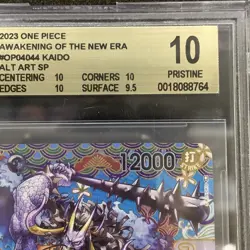 2023 ONE PIECE
AWAKENING OF THE NEW ERA
#OP04044 KAIDO
ALT ART SP
CENTERING 10 CORNERS 10
EDGES 10 SURFACE 9.5
10
PRISTINE
0018088764
12000 打